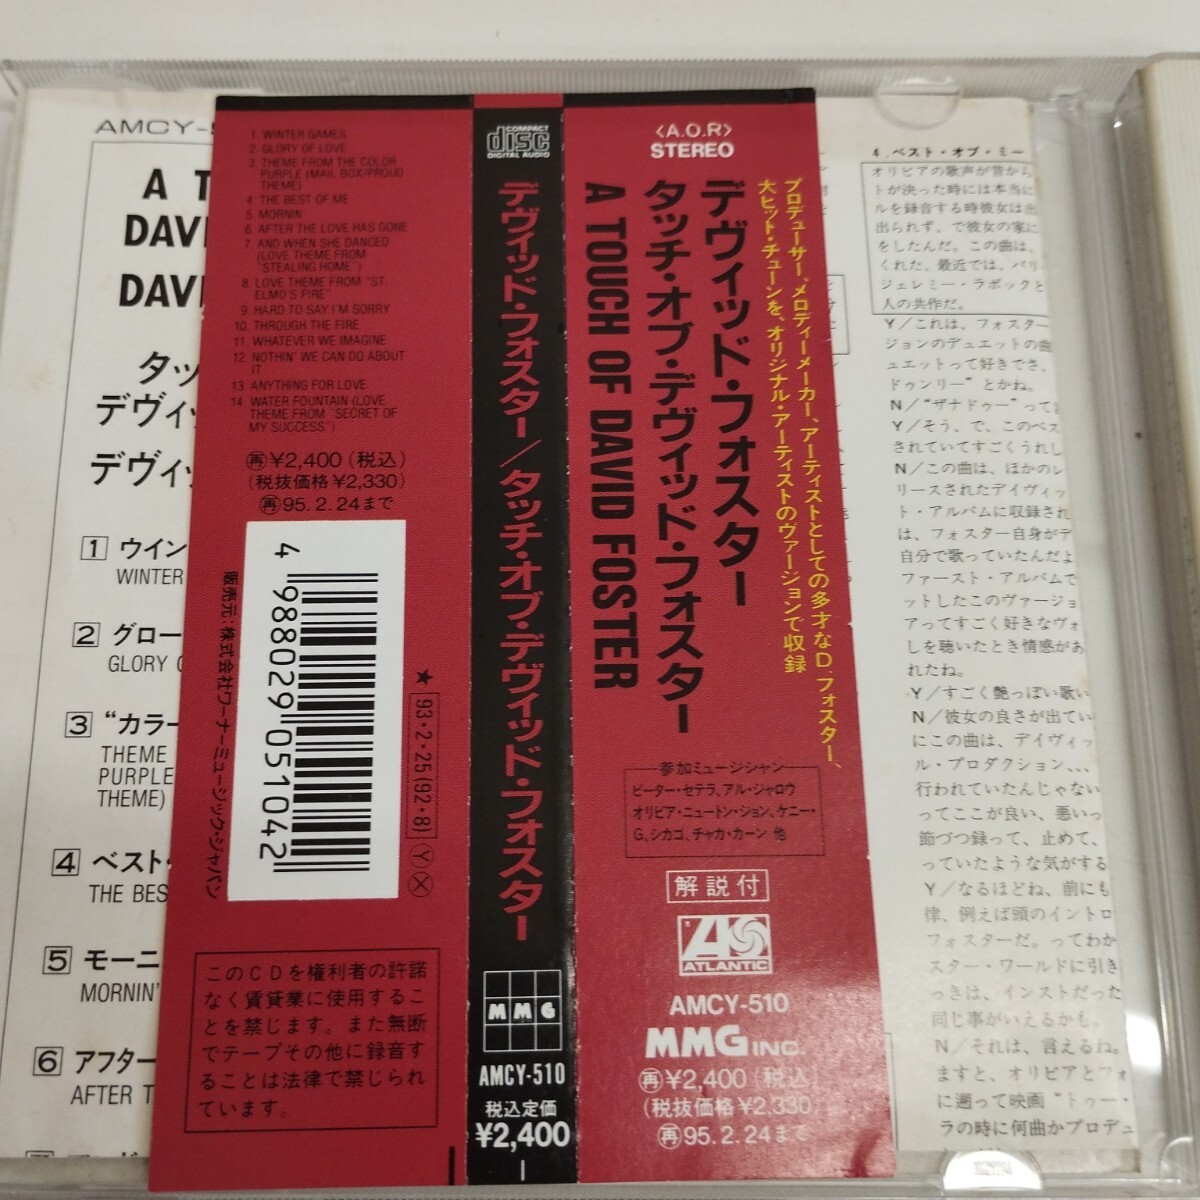 AMCY-5
A T
DAVI
DAVI
タッ
デヴィッ
デヴィッ
1 ウイン
WINTER
2 グロー
GLORY O
3 “カラー
THEME
PURPLE
THEME)
4 ベスト・
THE BES
5 モーニ
MORNIN'
6 アフター
AFTER T
1. WINTER GAMES
2. GLORY OF LOVE
3. THEME FROM THE COLOR
PURPLE (MAIL BOX/PROUD
THEME)
4. THE BEST OF ME
5. MORNIN'
6. AFTER THE LOVE HAS GONE
7. AND WHEN SHE DANCED
(LOVE THEME FROM
"STEALING HOME")
8. LOVE THEME FROM "ST.
ELMO'S FIRE"
9. HARD TO SAY I'M SORRY
10. THROUGH THE FIRE
11. WHATEVER WE IMAGINE
12. NOTHIN' WE CAN DO ABOUT
IT
13. ANYTHING FOR LOVE
14. WATER FOUNTAIN (LOVE
THEME FROM "SECRET OF
MY SUCCESS")
再¥2,400(税込)
(税抜価格¥2,330)
再95.2.24まで
4 988029 051042
販売元:株式会社ワーナーミュージック・ジャパン
★ 93・2・25(92・8) Y X
このCDを権利者の許諾
なく賃貸業に使用するこ
とを禁じます。また無断
でテープその他に録音す
ることは法律で禁じられ
ています。
COMPACT
disc
DIGITAL AUDIO
デヴィッド・フォスター/タッチ・オブ・デヴィッド・フォスター
MMG
AMCY-510
税込定価
¥2,400
〈A.O.R〉
STEREO
プロデューサー、メロディーメーカー、アーティストとしての多才なD.フォスター、
大ヒット・チューンを、オリジナル・アーティストのヴァージョンで収録
デヴィッド・フォスター
タッチ・オブ・デヴィッド・フォスター
A TOUCH OF DAVID FOSTER
参加ミュージシャン
ピーター・セテラ、アル・ジャロウ
オリビア・ニュートン・ジョン、ケニー・
G、シカゴ、チャカ・カーン 他
解説付
ATLANTIC
AMCY-510
MMG INC.
再¥2,400(税込)
(税抜価格¥2,330)
再95.2.24まで
4.ベスト・オブ・ミー
オリビアの歌声が昔から
トが決った時には本当に
ルを録音する時彼女は出
出られず、で彼女の家に
をしたんだ。この曲は、
くれた。最近では、バリ・
ジェレミー・ラボックと
人の共作だ。
Y/これは、フォスター
ジョンのデュエットの曲
ュエットって好きでさ、
ドゥンリー”とかね。
N/“ザナドゥー”って
Y/そう、で、このベス
されていてすごくうれし
N/この曲は、ほかのレ
リースされたデイヴィッ
ト・アルバムに収録され
は、フォスター自身がデ
自分で歌っていたんだよ
ファースト・アルバムで
ットしたこのヴァージョ
アってすごく好きなヴォ
しを聴いたとき情感があ
れたね。
Y/すごく艶っぽい歌い
N/彼女の良さが出てい
にこの曲は、デイヴィッ
ル・プロダクション、、、
行われていたんじゃない
ってここが良い、悪いっ
節づつ録って、止めて、
っていたような気がする
Y/なるほどね、前にも
律、例えば頭のイントロ
フォスターだ。ってわか
スター・ワールドに引き
っきは、インストだった
同じ事がいえるかも。
N/それは、言えるね。
ますと、オリビアとフォ
に遡って映画“トゥー・
ラの時に何曲かプロデュ